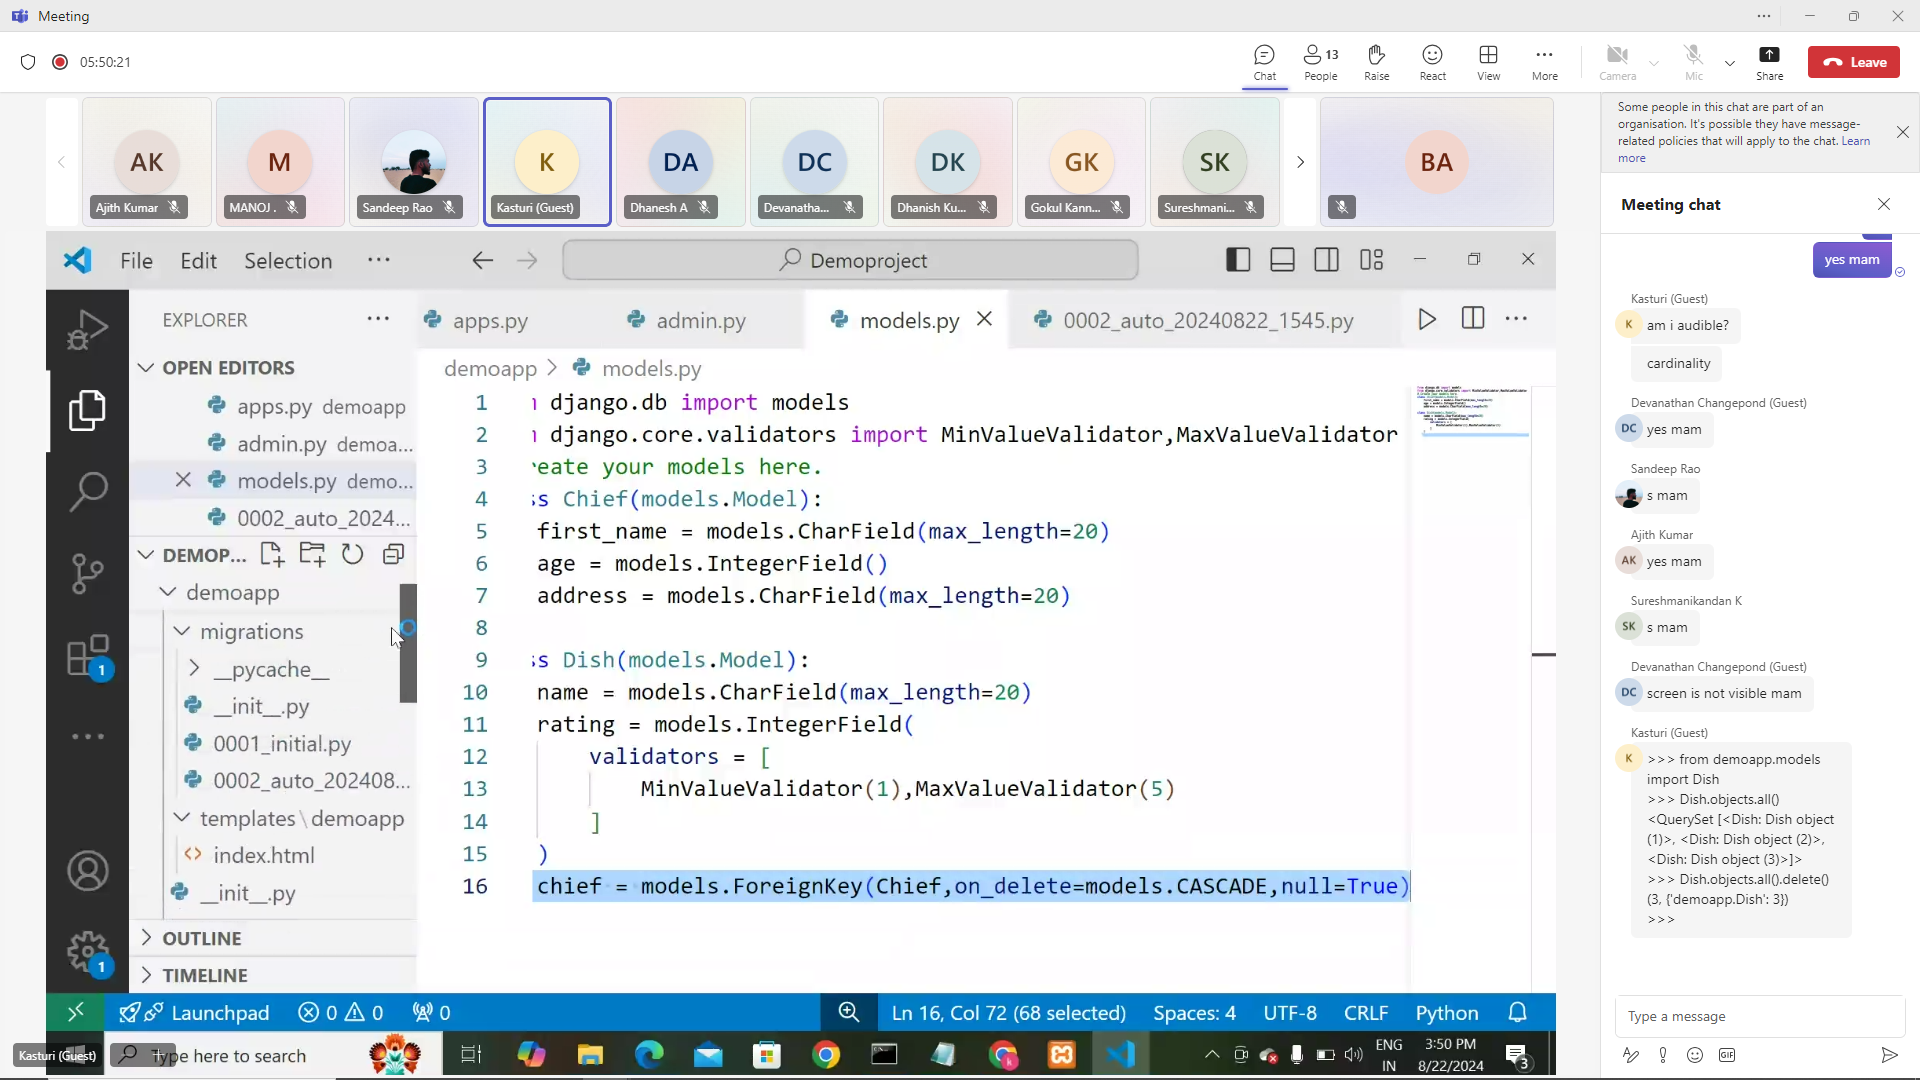 Meeting
05:50:21
Chat
13
People
Raise
React
View
More
Camera
Mic
Share
Leave
AK
Ajith Kumar
M
MANOJ .
Sandeep Rao
K
Kasturi (Guest)
DA
Dhanesh A
DC
Devanatha...
DK
Dhanish Ku...
GK
Gokul Kann...
SK
Sureshmani...
BA
File Edit Selection ...
Demoproject
EXPLORER
OPEN EDITORS
apps.py demoapp
admin.py demoa...
models.py demo...
0002_auto_2024...
DEMOP...
demoapp
migrations
__pycache__
__init__.py
0001_initial.py
0002_auto_202408...
templates\demoapp
index.html
__init__.py
OUTLINE
TIMELINE
1
1
apps.py
admin.py
models.py
0002_auto_20240822_1545.py
demoapp > models.py
1 django.db import models
2 django.core.validators import MinValueValidator,MaxValueValidator
3 reate your models here.
4 ss Chief(models.Model):
5 first_name = models.CharField(max_length=20)
6 age = models.IntegerField()
7 address = models.CharField(max_length=20)
8
9 ss Dish(models.Model):
10 name = models.CharField(max_length=20)
11 rating = models.IntegerField(
12 validators = [
13 MinValueValidator(1),MaxValueValidator(5)
14 ]
15 )
16 chief = models.ForeignKey(Chief,on_delete=models.CASCADE,null=True)
Launchpad
0 0
0
Ln 16, Col 72 (68 selected)
Spaces: 4
UTF-8
CRLF
Python
Kasturi (Guest)
Type here to search
ENG
IN
3:50 PM
8/22/2024
3
Some people in this chat are part of an
organisation. It's possible they have message-
related policies that will apply to the chat. Learn
more
Meeting chat
yes mam
Kasturi (Guest)
K
am i audible?
cardinality
Devanathan Changepond (Guest)
DC
yes mam
Sandeep Rao
s mam
Ajith Kumar
AK
yes mam
Sureshmanikandan K
SK
s mam
Devanathan Changepond (Guest)
DC
screen is not visible mam
Kasturi (Guest)
K
>>> from demoapp.models
import Dish
>>> Dish.objects.all()
<QuerySet [<Dish: Dish object
(1)>, <Dish: Dish object (2)>,
<Dish: Dish object (3)>]>
>>> Dish.objects.all().delete()
(3, {'demoapp.Dish': 3})
>>>
Type a message
GIF